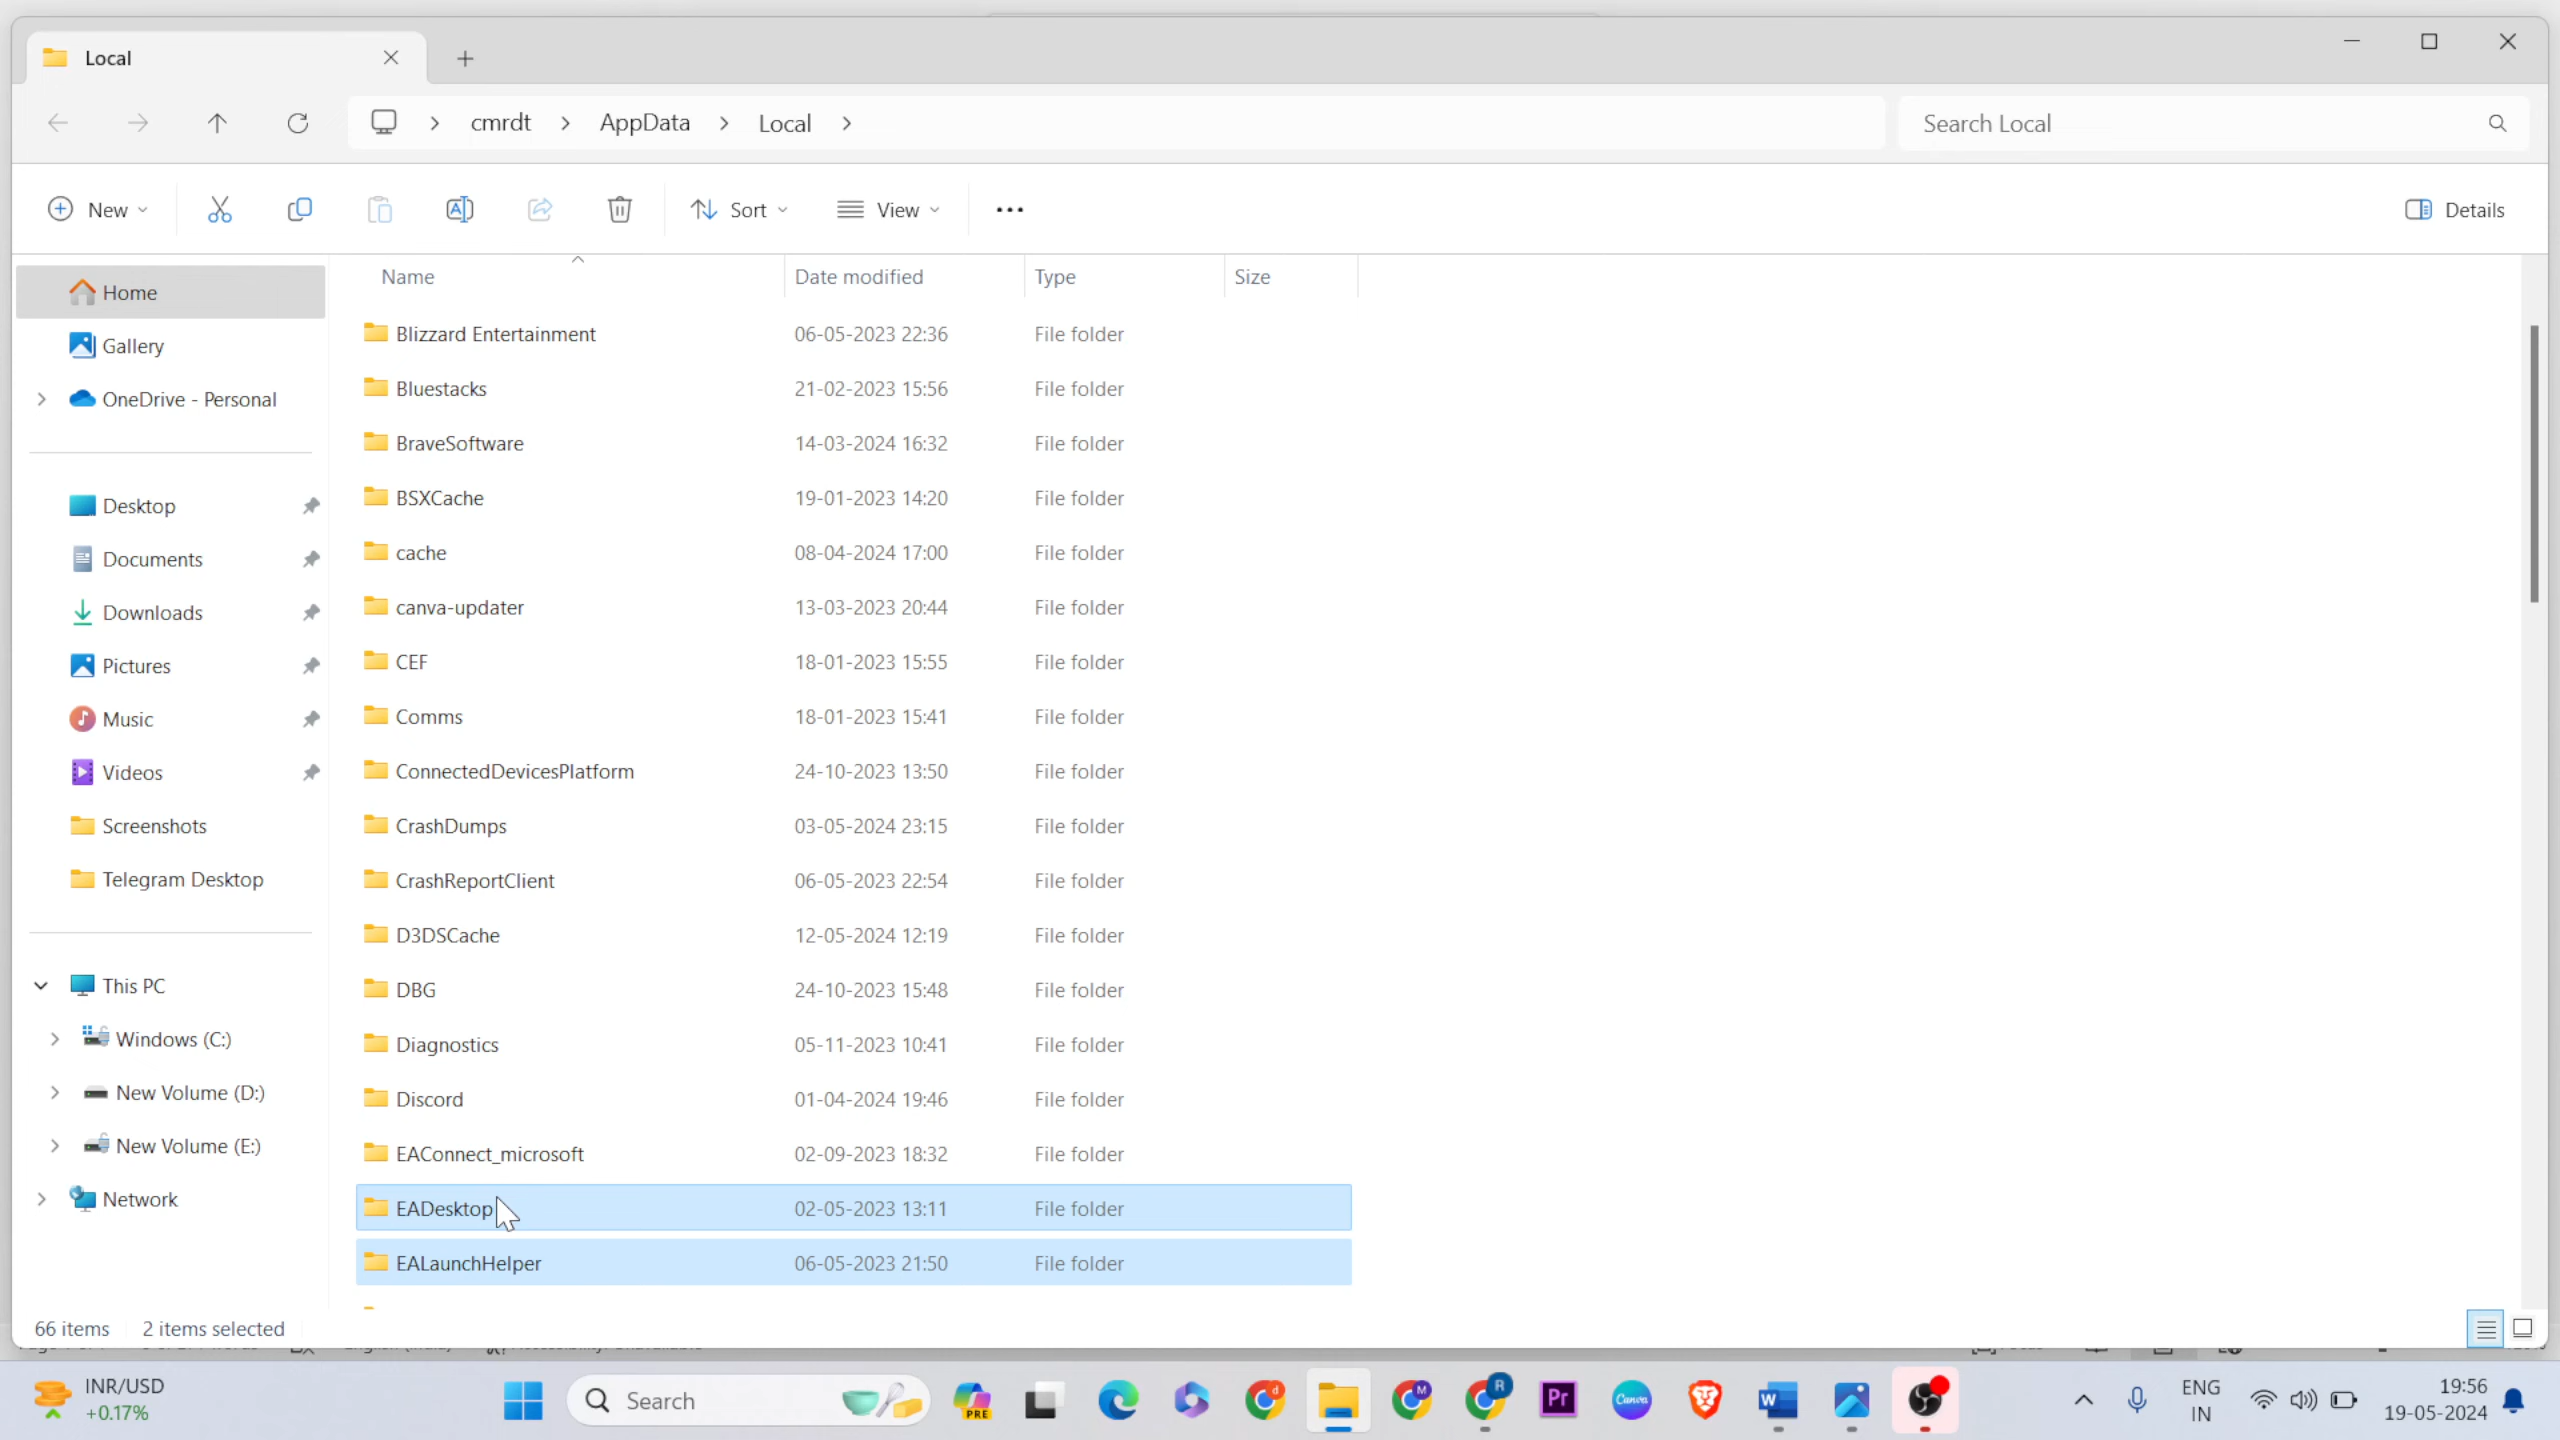 Local
cmrdt
AppData
Local
Search Local
New
Sort
View
Details
Home
Gallery
OneDrive - Personal
Desktop
Documents
Downloads
Pictures
Music
Videos
Screenshots
Telegram Desktop
This PC
Windows (C:)
New Volume (D:)
New Volume (E:)
Network
Name Date modified Type Size
Blizzard Entertainment 06-05-2023 22:36 File folder
Bluestacks 21-02-2023 15:56 File folder
BraveSoftware 14-03-2024 16:32 File folder
BSXCache 19-01-2023 14:20 File folder
cache 08-04-2024 17:00 File folder
canva-updater 13-03-2023 20:44 File folder
CEF 18-01-2023 15:55 File folder
Comms 18-01-2023 15:41 File folder
ConnectedDevicesPlatform 24-10-2023 13:50 File folder
CrashDumps 03-05-2024 23:15 File folder
CrashReportClient 06-05-2023 22:54 File folder
D3DSCache 12-05-2024 12:19 File folder
DBG 24-10-2023 15:48 File folder
Diagnostics 05-11-2023 10:41 File folder
Discord 01-04-2024 19:46 File folder
EAConnect_microsoft 02-09-2023 18:32 File folder
EADesktop 02-05-2023 13:11 File folder
EALaunchHelper 06-05-2023 21:50 File folder
66 items 2 items selected
INR/USD
+0.17%
Search
PRE
d
M
R
Pr
Canva
W
ENG
IN
19:56
19-05-2024